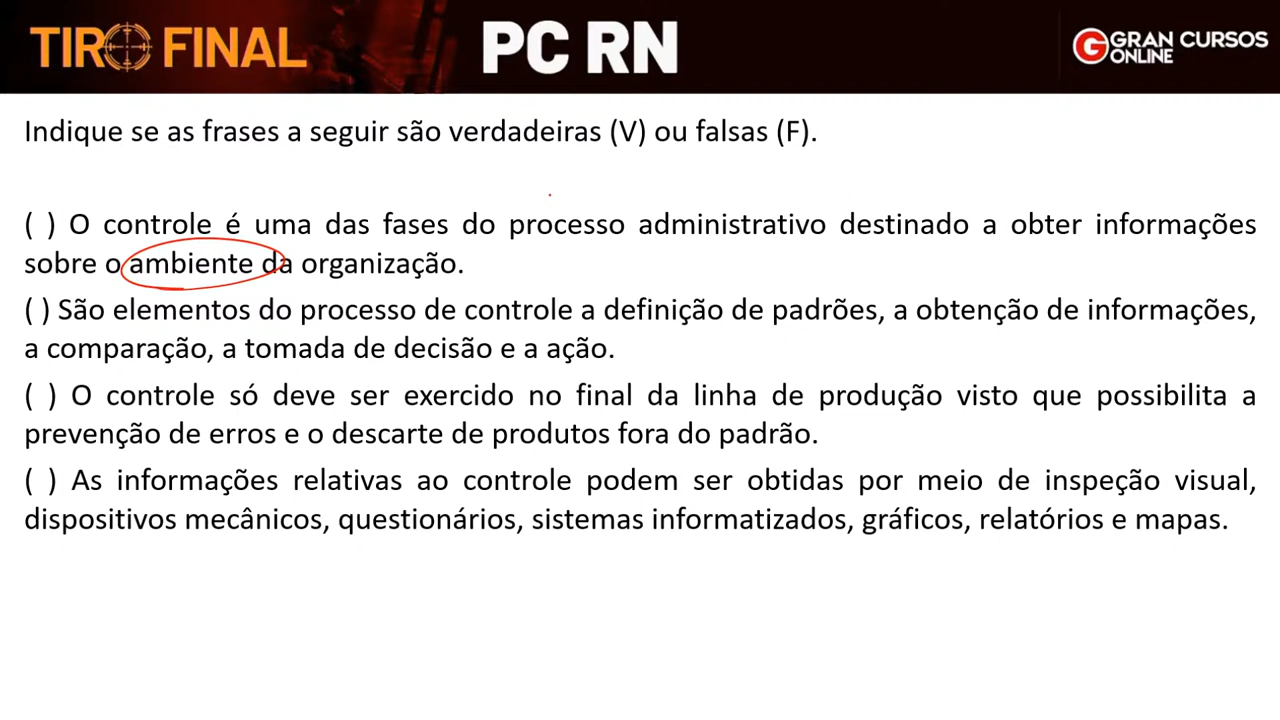 TIRO FINAL
PC RN
GRAN CURSOS
ONLINE
Indique se as frases a seguir são verdadeiras (V) ou falsas (F).
( ) O controle é uma das fases do processo administrativo destinado a obter informações
sobre o ambiente da organização.
( ) São elementos do processo de controle a definição de padrões, a obtenção de informações,
a comparação, a tomada de decisão e a ação.
( ) O controle só deve ser exercido no final da linha de produção visto que possibilita a
prevenção de erros e o descarte de produtos fora do padrão.
( ) As informações relativas ao controle podem ser obtidas por meio de inspeção visual,
dispositivos mecânicos, questionários, sistemas informatizados, gráficos, relatórios e mapas.